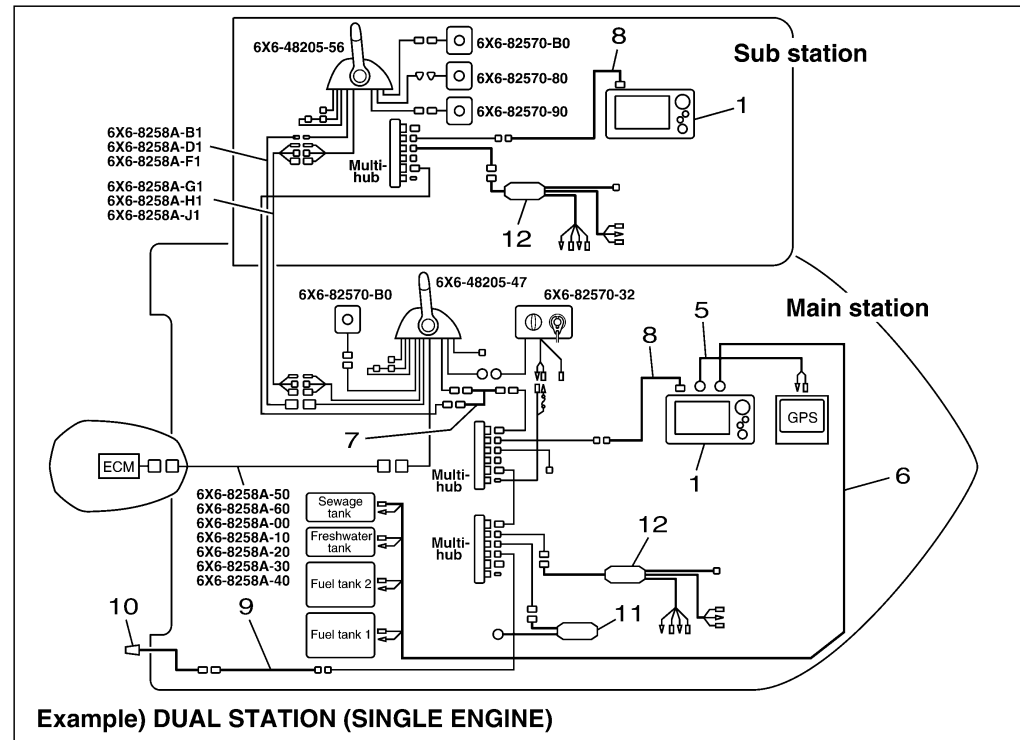 6X6-48205-56
6X6-82570-B0
6X6-82570-80
6X6-82570-90
8
Sub station
1
6X6-8258A-B1
6X6-8258A-D1
6X6-8258A-F1
6X6-8258A-G1
6X6-8258A-H1
6X6-8258A-J1
Multi-
hub
12
6X6-82570-B0
6X6-48205-47
6X6-82570-32
Main station
5
8
GPS
1
7
6
ECM
Multi-
hub
6X6-8258A-50
6X6-8258A-60
6X6-8258A-00
6X6-8258A-10
6X6-8258A-20
6X6-8258A-30
6X6-8258A-40
Sewage
tank
Freshwater
tank
Fuel tank 2
Fuel tank 1
Multi-
hub
12
11
10
9
Example) DUAL STATION (SINGLE ENGINE)